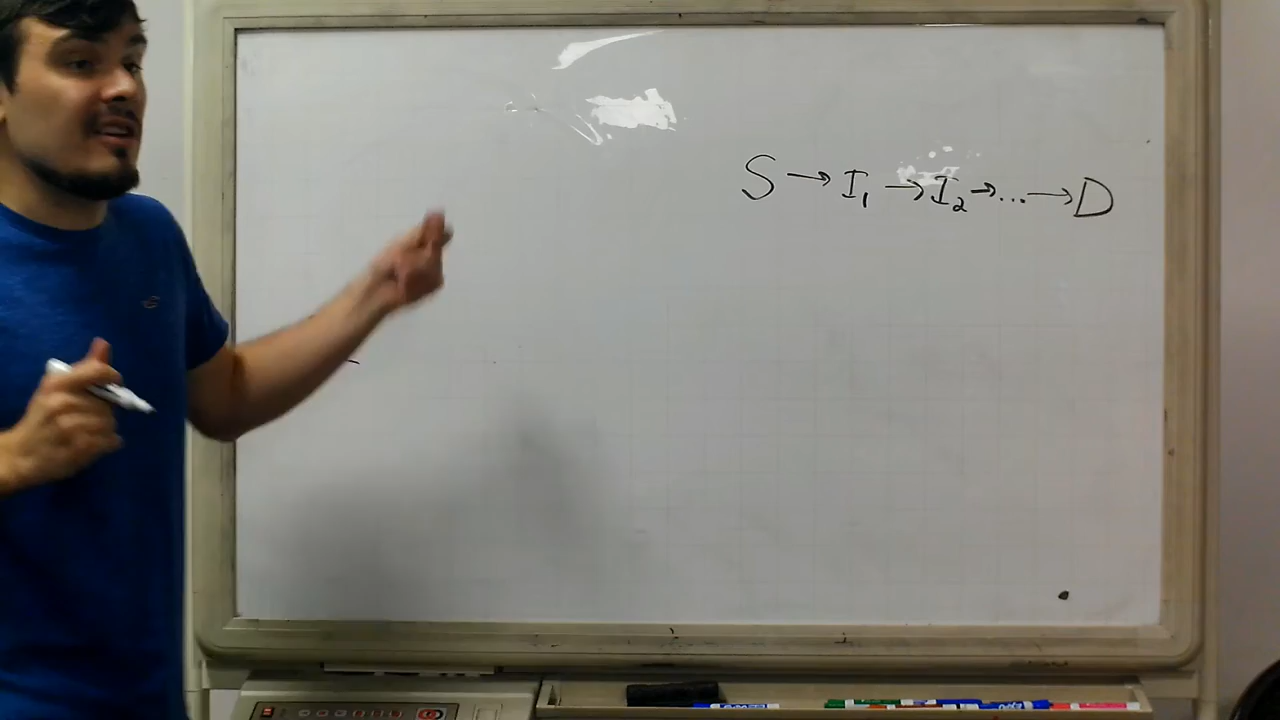 S → I₁ → I₂ → ... → D